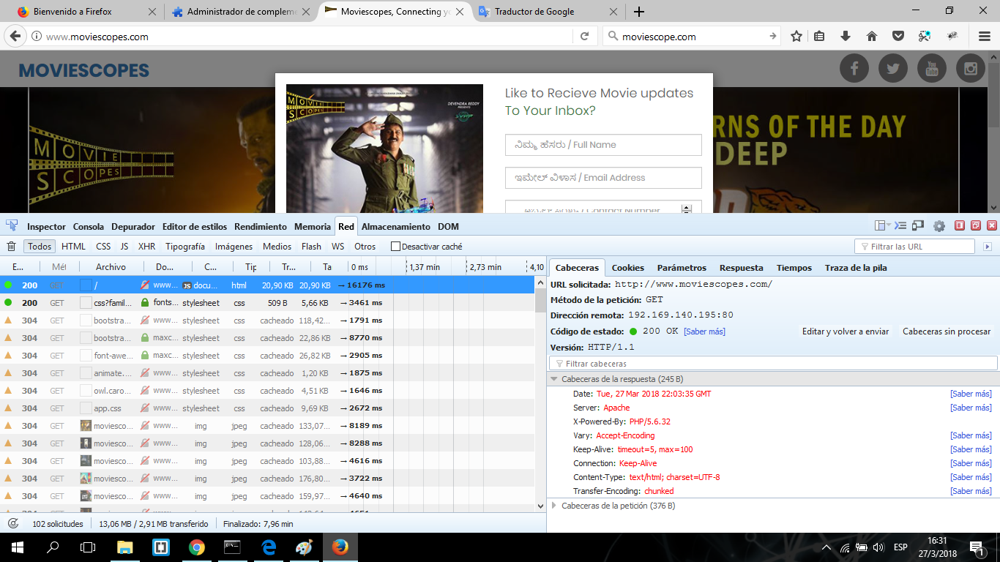 Bienvenido a Firefox
Administrador de compleme
Moviescopes, Connecting yo
Traductor de Google
www.moviescopes.com
moviescope.com
MOVIESCOPES
You Tube
MOVIE
SCOPES
RNS OF THE DAY
DEEP
MOVIE
SCOPES
DEVENDRA REDDY
PRESENTS
Like to Recieve Movie updates
To Your Inbox?
ನಿಮ್ಮ ಹೆಸರು / Full Name
ಇಮೇಲ್ ವಿಳಾಸ / Email Address
/ Contact Number
Inspector Consola Depurador Editor de estilos Rendimiento Memoria Red Almacenamiento DOM
Todos HTML CSS JS XHR Tipografía Imágenes Medios Flash WS Otros Desactivar caché Filtrar las URL
E... Mét Archivo Do... C... Tip Tr... Ta 0 ms 1,37 min 2,73 min 4,10
200 GET / www... JS docu... html 20,90 KB 20,90 KB → 16176 ms
200 GET css?famil... fonts... stylesheet css 509 B 5,66 KB → 3461 ms
304 GET bootstra... www... stylesheet css cacheado 118,42... → 1791 ms
304 GET bootstra... maxc... stylesheet css cacheado 22,86 KB → 8770 ms
304 GET font-awe... maxc... stylesheet css cacheado 26,82 KB → 2905 ms
304 GET animate.... www... stylesheet css cacheado 1,20 KB → 1875 ms
304 GET owl.caro... www... stylesheet css cacheado 4,51 KB → 1646 ms
304 GET app.css www... stylesheet css cacheado 9,69 KB → 2672 ms
304 GET moviesco... www... img jpeg cacheado 133,07... → 8189 ms
304 GET moviesco... www... img jpeg cacheado 128,06... → 8288 ms
304 GET moviesco... www... img jpeg cacheado 103,88... → 4616 ms
304 GET moviesco... www... img jpeg cacheado 176,80... → 3722 ms
304 GET moviesco... www... img jpeg cacheado 159,97... → 4640 ms
102 solicitudes 13,06 MB / 2,91 MB transferido Finalizado: 7,96 min
Cabeceras Cookies Parámetros Respuesta Tiempos Traza de la pila
URL solicitada: http://www.moviescopes.com/
Método de la petición: GET
Dirección remota: 192.169.140.195:80
Código de estado: 200 OK [Saber más] Editar y volver a enviar Cabeceras sin procesar
Versión: HTTP/1.1
Filtrar cabeceras
Cabeceras de la respuesta (245 B)
Date: Tue, 27 Mar 2018 22:03:35 GMT [Saber más]
Server: Apache [Saber más]
X-Powered-By: PHP/5.6.32
Vary: Accept-Encoding [Saber más]
Keep-Alive: timeout=5, max=100 [Saber más]
Connection: Keep-Alive [Saber más]
Content-Type: text/html; charset=UTF-8 [Saber más]
Transfer-Encoding: chunked [Saber más]
Cabeceras de la petición (376 B)
ESP
16:31
27/3/2018
1